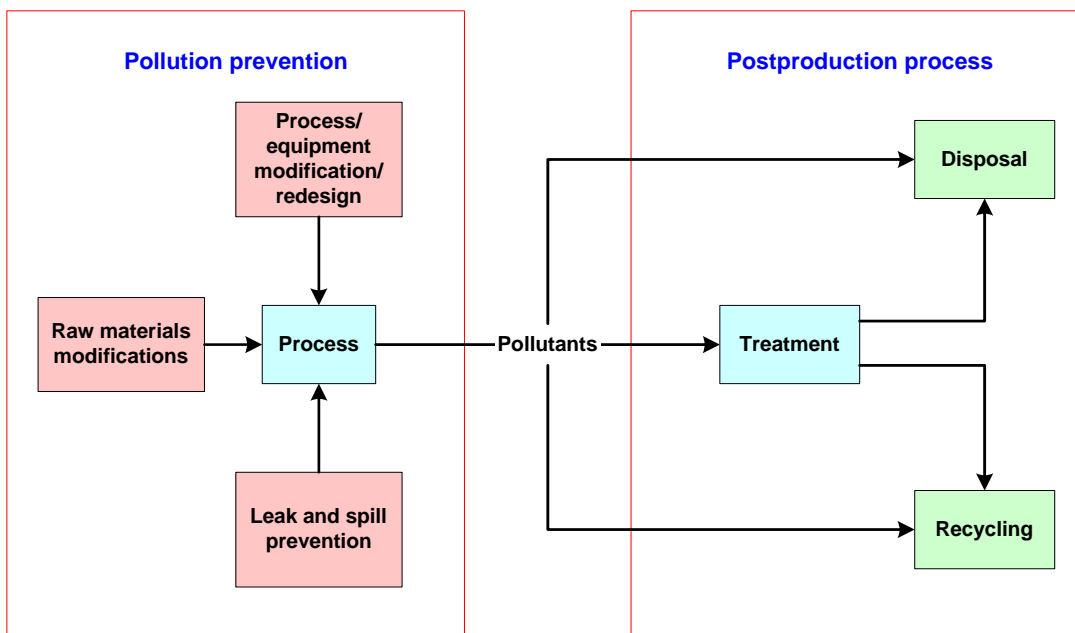 Pollution prevention
Process/
equipment
modification/
redesign
Raw materials
modifications
Process
Leak and spill
prevention
Pollutants
Postproduction process
Disposal
Treatment
Recycling